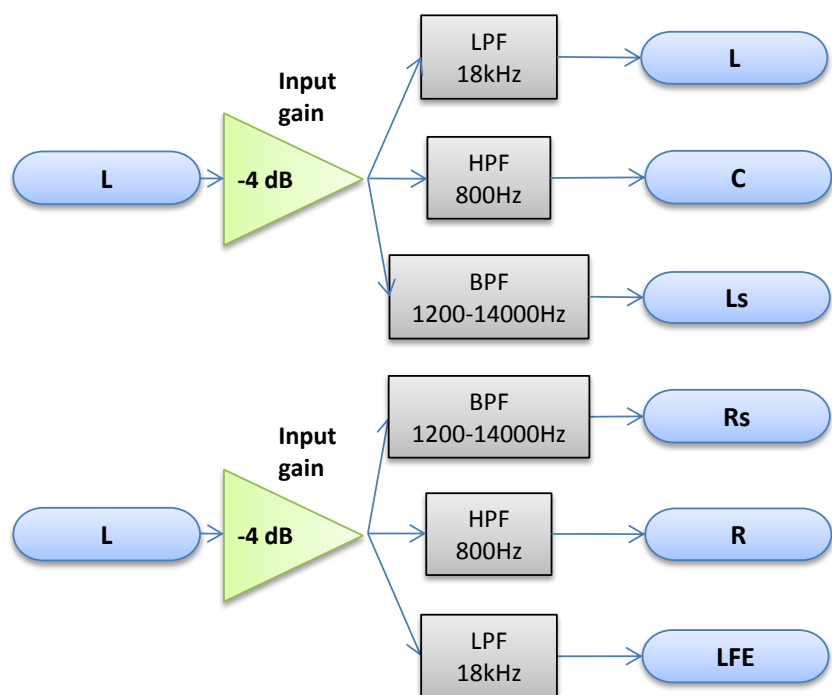 LPF
18kHz
L
Input
gain
L
-4 dB
HPF
800Hz
C
BPF
1200-14000Hz
Ls
BPF
1200-14000Hz
Rs
Input
gain
L
-4 dB
HPF
800Hz
R
LPF
18kHz
LFE